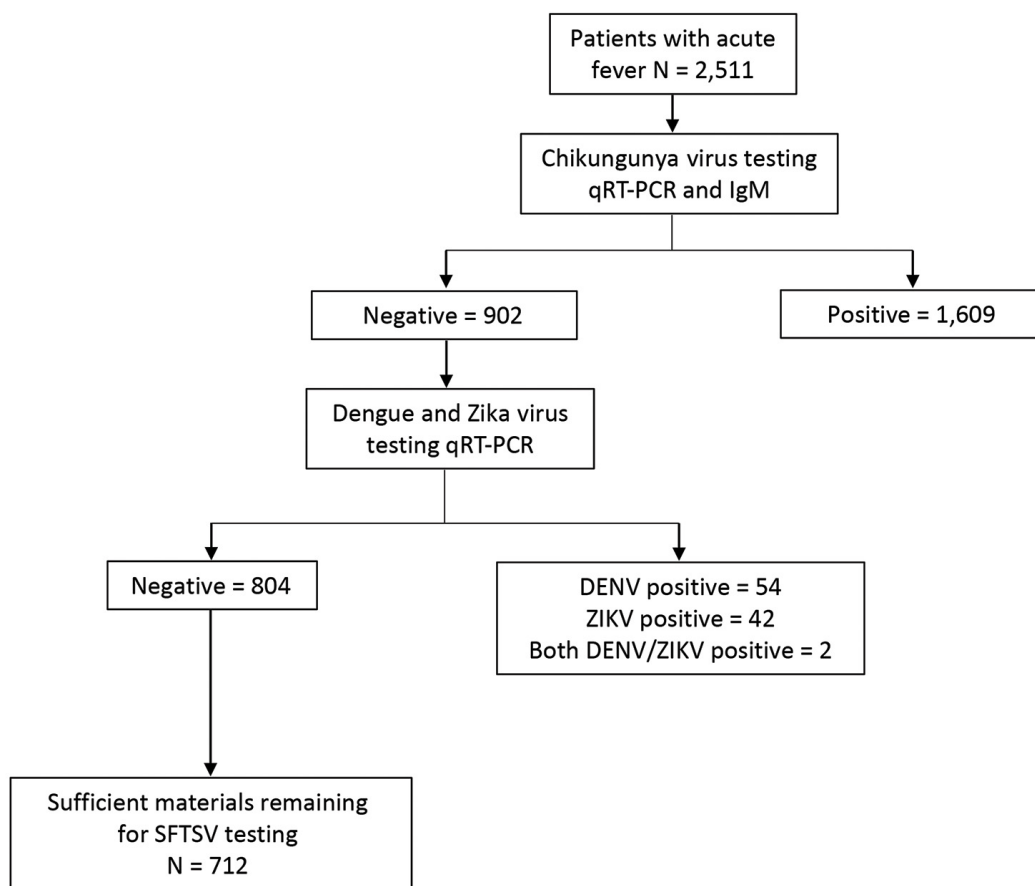 Patients with acute
fever N = 2,511
Chikungunya virus testing
qRT-PCR and IgM
Negative = 902
Positive = 1,609
Dengue and Zika virus
testing qRT-PCR
Negative = 804
DENV positive = 54
ZIKV positive = 42
Both DENV/ZIKV positive = 2
Sufficient materials remaining
for SFTSV testing
N = 712